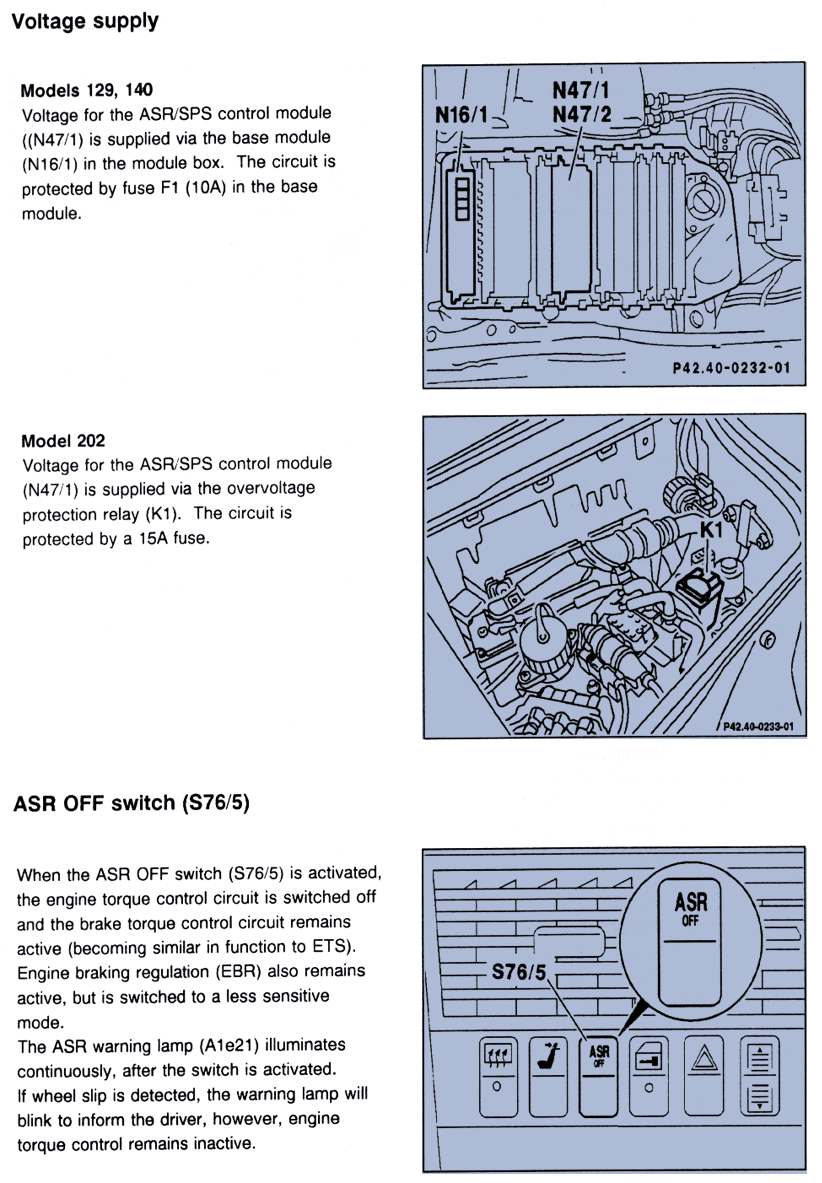 Voltage supply
Models 129, 140
Voltage for the ASR/SPS control module
((N47/1) is supplied via the base module
(N16/1) in the module box. The circuit is
protected by fuse F1 (10A) in the base
module.
N16/1
N47/1
N47/2
P42.40-0232-01
Model 202
Voltage for the ASR/SPS control module
(N47/1) is supplied via the overvoltage
protection relay (K1). The circuit is
protected by a 15A fuse.
K1
P42.40-0233-01
ASR OFF switch (S76/5)
When the ASR OFF switch (S76/5) is activated,
the engine torque control circuit is switched off
and the brake torque control circuit remains
active (becoming similar in function to ETS).
Engine braking regulation (EBR) also remains
active, but is switched to a less sensitive
mode.
The ASR warning lamp (A1e21) illuminates
continuously, after the switch is activated.
If wheel slip is detected, the warning lamp will
blink to inform the driver, however, engine
torque control remains inactive.
ASR
OFF
S76/5
ASR
OFF